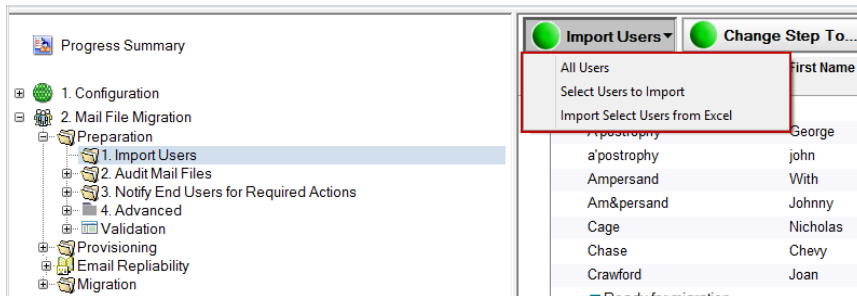 Progress Summary
1. Configuration
2. Mail File Migration
Preparation
1. Import Users
2. Audit Mail Files
3. Notify End Users for Required Actions
4. Advanced
Validation
Provisioning
Email Repliability
Migration
Import Users
Change Step To...
All Users
Select Users to Import
Import Select Users from Excel
First Name
A'postrophy George
a'postrophy john
Ampersand With
Am&persand Johnny
Cage Nicholas
Chase Chevy
Crawford Joan
Ready for migration